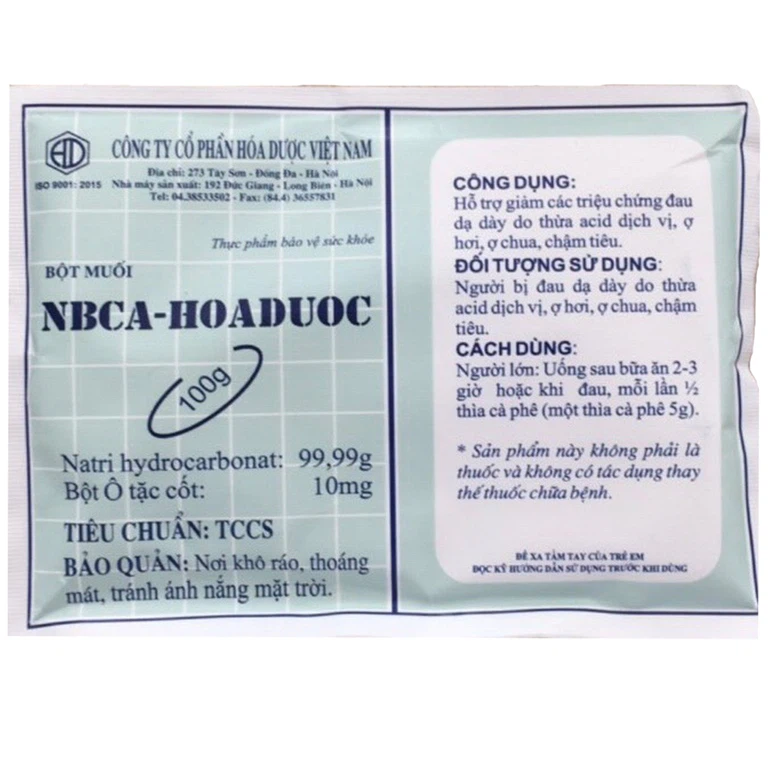 HD
CÔNG TY CỔ PHẦN HÓA DƯỢC VIỆT NAM
Địa chỉ: 273 Tây Sơn - Đống Đa - Hà Nội
ISO 9001: 2015 Nhà máy sản xuất: 192 Đức Giang - Long Biên - Hà Nội
Tel: 04.38533502 - Fax: (84.4) 36557831
Thực phẩm bảo vệ sức khỏe
BỘT MUỐI
NBCA-HOADUOC
100g
Natri hydrocarbonat: 99,99g
Bột Ô tặc cốt: 10mg
TIÊU CHUẨN: TCCS
BẢO QUẢN: Nơi khô ráo, thoáng
mát, tránh ánh nắng mặt trời.
CÔNG DỤNG:
Hỗ trợ giảm các triệu chứng đau
dạ dày do thừa acid dịch vị, ợ
hơi, ợ chua, chậm tiêu.
ĐỐI TƯỢNG SỬ DỤNG:
Người bị đau dạ dày do thừa
acid dịch vị, ợ hơi, ợ chua, chậm
tiêu.
CÁCH DÙNG:
Người lớn: Uống sau bữa ăn 2-3
giờ hoặc khi đau, mỗi lần ½
thìa cà phê (một thìa cà phê 5g).
* Sản phẩm này không phải là
thuốc và không có tác dụng thay
thế thuốc chữa bệnh.
ĐỂ XA TẦM TAY CỦA TRẺ EM
ĐỌC KỸ HƯỚNG DẪN SỬ DỤNG TRƯỚC KHI DÙNG